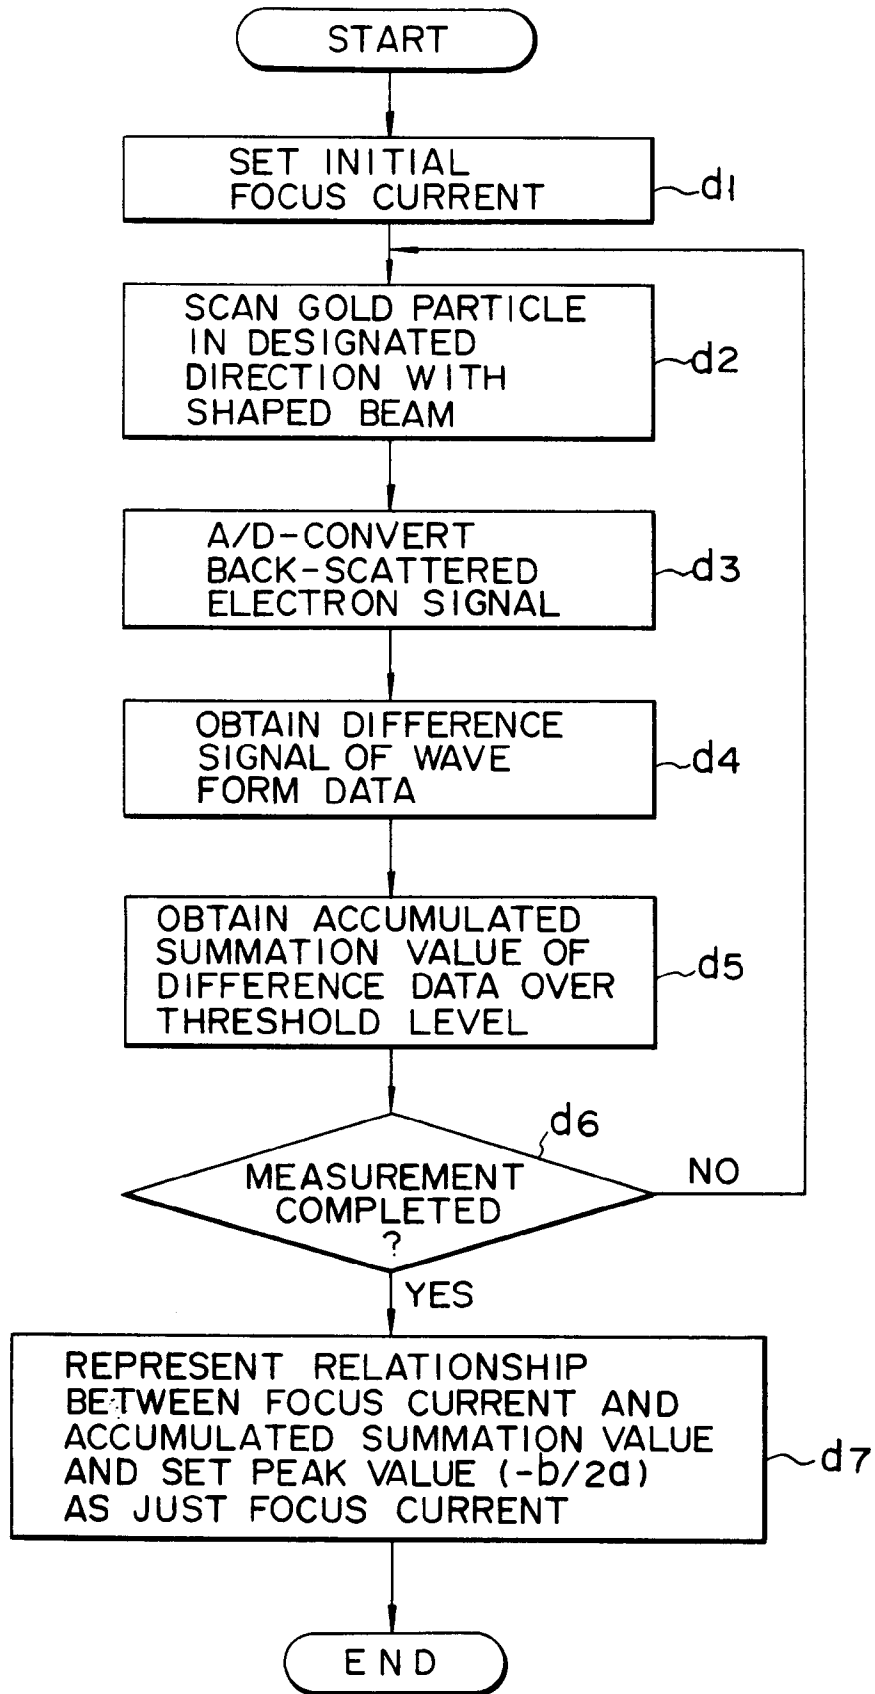 START
SET INITIAL
FOCUS CURRENT
d1
SCAN GOLD PARTICLE
IN DESIGNATED
DIRECTION WITH
SHAPED BEAM
d2
A/D-CONVERT
BACK-SCATTERED
ELECTRON SIGNAL
d3
OBTAIN DIFFERENCE
SIGNAL OF WAVE
FORM DATA
d4
OBTAIN ACCUMULATED
SUMMATION VALUE OF
DIFFERENCE DATA OVER
THRESHOLD LEVEL
d5
d6
MEASUREMENT
COMPLETED
?
NO
YES
REPRESENT RELATIONSHIP
BETWEEN FOCUS CURRENT AND
ACCUMULATED SUMMATION VALUE
AND SET PEAK VALUE (-b/2a)
AS JUST FOCUS CURRENT
d7
END